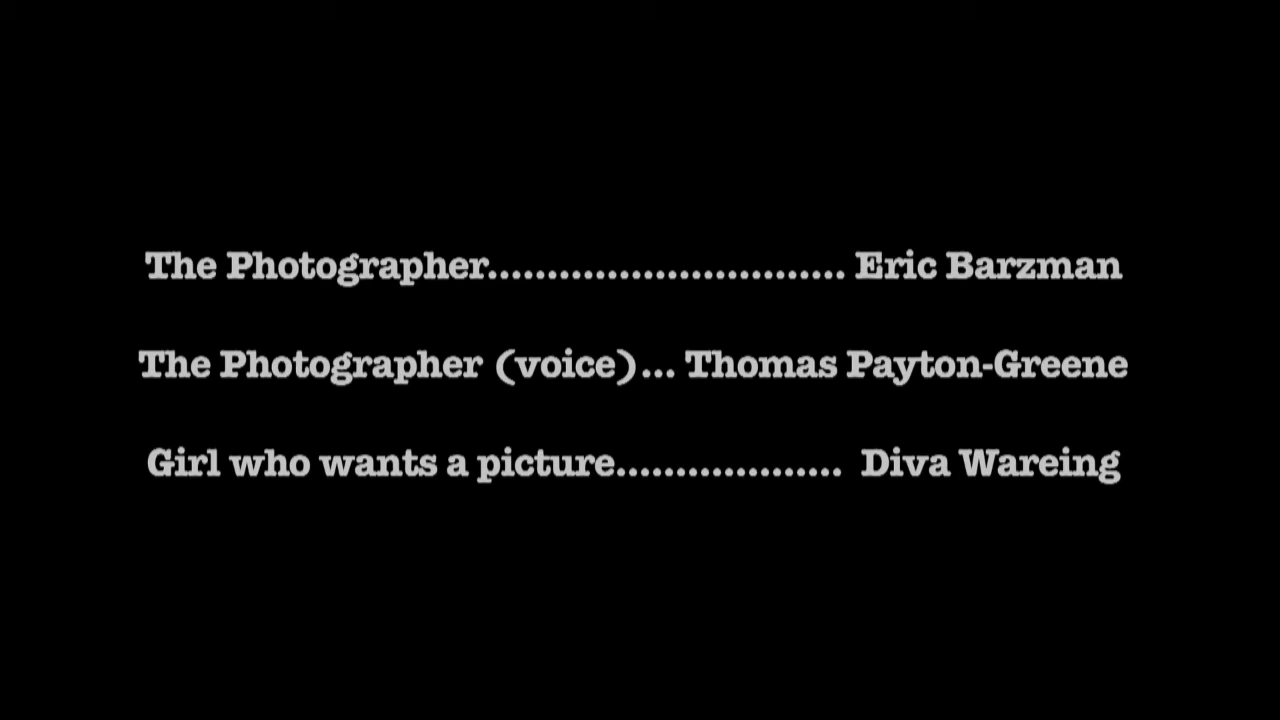 The Photographer.............................. Eric Barzman
The Photographer (voice)... Thomas Payton-Greene
Girl who wants a picture................... Diva Wareing